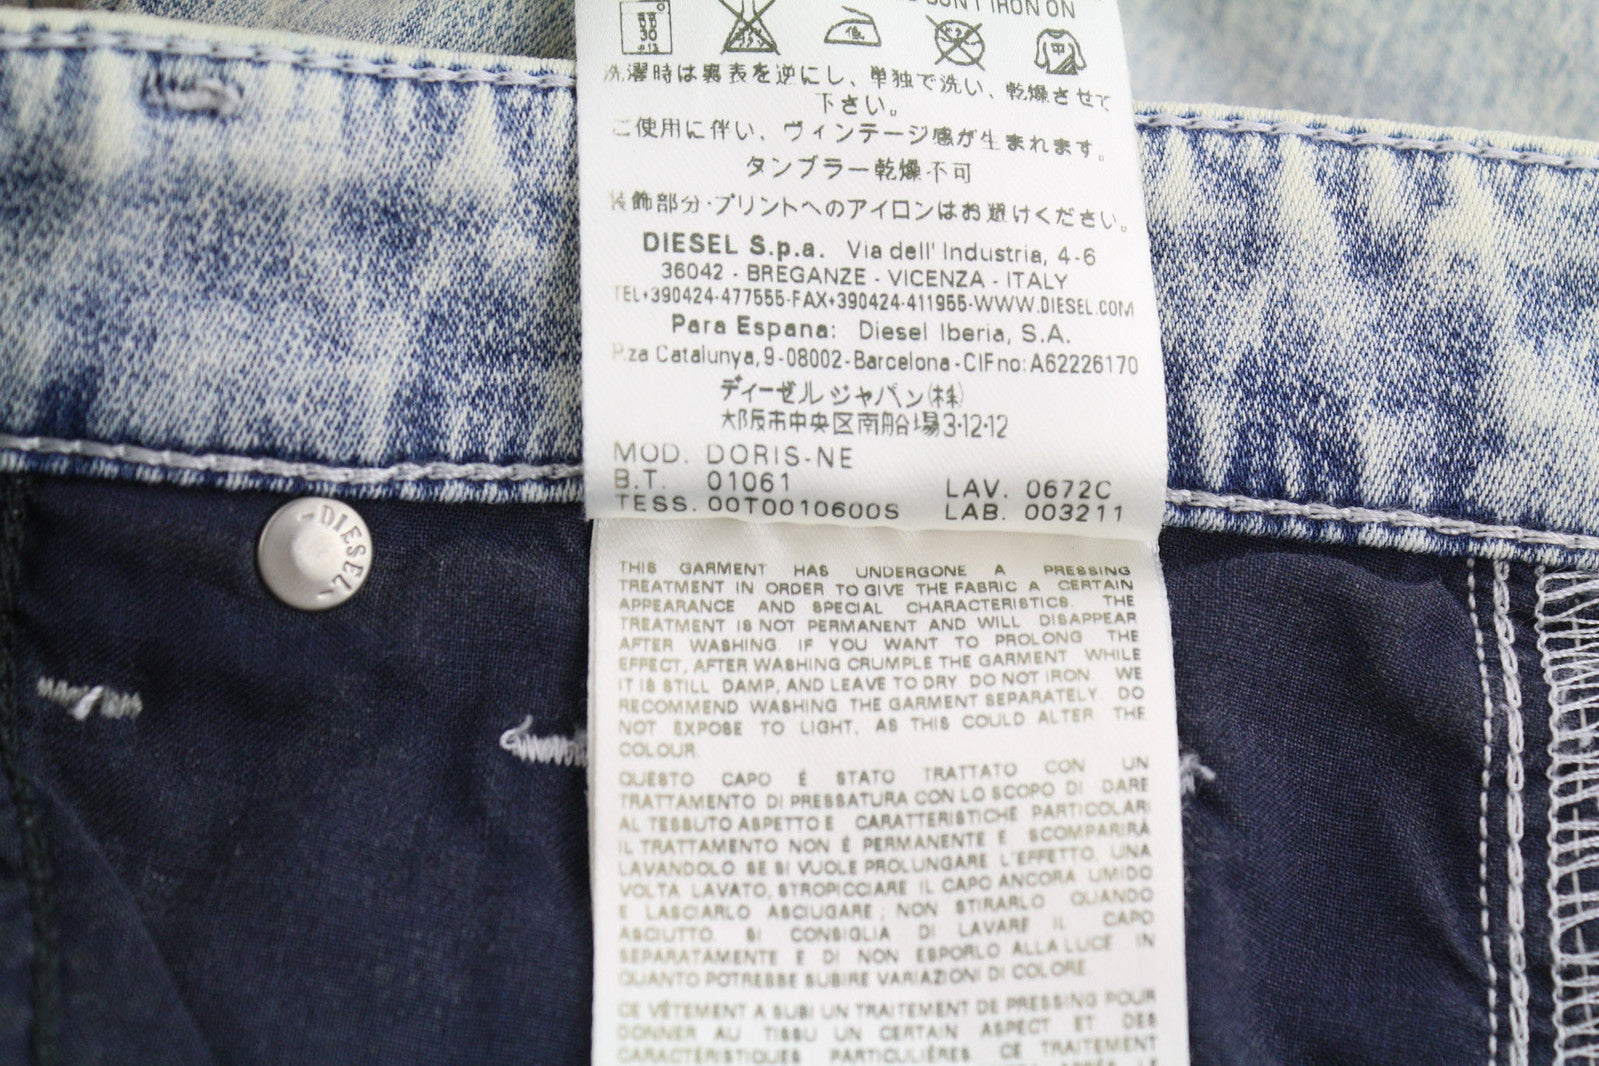 DON'T IRON ON
30
洗濯時は裏表を逆にし、単独で洗い、乾燥させて
下さい。
ご使用に伴い、ヴィンテージ感が生まれます。
タンブラー乾燥不可
装飾部分・プリントへのアイロンはお避けください。
DIESEL S.p.a. Via dell' Industria, 4-6
36042 - BREGANZE - VICENZA - ITALY
TEL+390424-477555-FAX+390424-411955-WWW.DIESEL.COM
Para Espana: Diesel Iberia, S.A.
P.za Catalunya, 9 - 08002 - Barcelona - CIF no: A62226170
ディーゼル ジャパン(株)
大阪市中央区南船場3-12-12
MOD. DORIS-NE
B.T. 01061 LAV. 0672C
TESS. 00T0010600S LAB. 003211
DIESEL
THIS GARMENT HAS UNDERGONE A PRESSING
TREATMENT IN ORDER TO GIVE THE FABRIC A CERTAIN
APPEARANCE AND SPECIAL CHARACTERISTICS. THE
TREATMENT IS NOT PERMANENT AND WILL DISAPPEAR
AFTER WASHING. IF YOU WANT TO PROLONG THE
EFFECT, AFTER WASHING CRUMPLE THE GARMENT WHILE
IT IS STILL DAMP, AND LEAVE TO DRY. DO NOT IRON. WE
RECOMMEND WASHING THE GARMENT SEPARATELY. DO
NOT EXPOSE TO LIGHT, AS THIS COULD ALTER THE
COLOUR.
QUESTO CAPO É STATO TRATTATO CON UN
TRATTAMENTO DI PRESSATURA CON LO SCOPO DI DARE
AL TESSUTO ASPETTO E CARATTERISTICHE PARTICOLARI
IL TRATTAMENTO NON É PERMANENTE E SCOMPARIRÀ
LAVANDOLO. SE SI VUOLE PROLUNGARE L'EFFETTO, UNA
VOLTA LAVATO, STROPICCIARE IL CAPO ANCORA UMIDO
E LASCIARLO ASCIUGARE ; NON STIRARLO QUANDO
ASCIUTTO. SI CONSIGLIA DI LAVARE IL CAPO
SEPARATAMENTE E DI NON ESPORLO ALLA LUCE IN
QUANTO POTREBBE SUBIRE VARIAZIONI DI COLORE
CE VÊTEMENT A SUBI UN TRAITEMENT DE PRESSING POUR
DONNER AU TISSU UN CERTAIN ASPECT ET DES
CARACTÉRISTIQUES PARTICULIÈRES CE TRAITEMENT